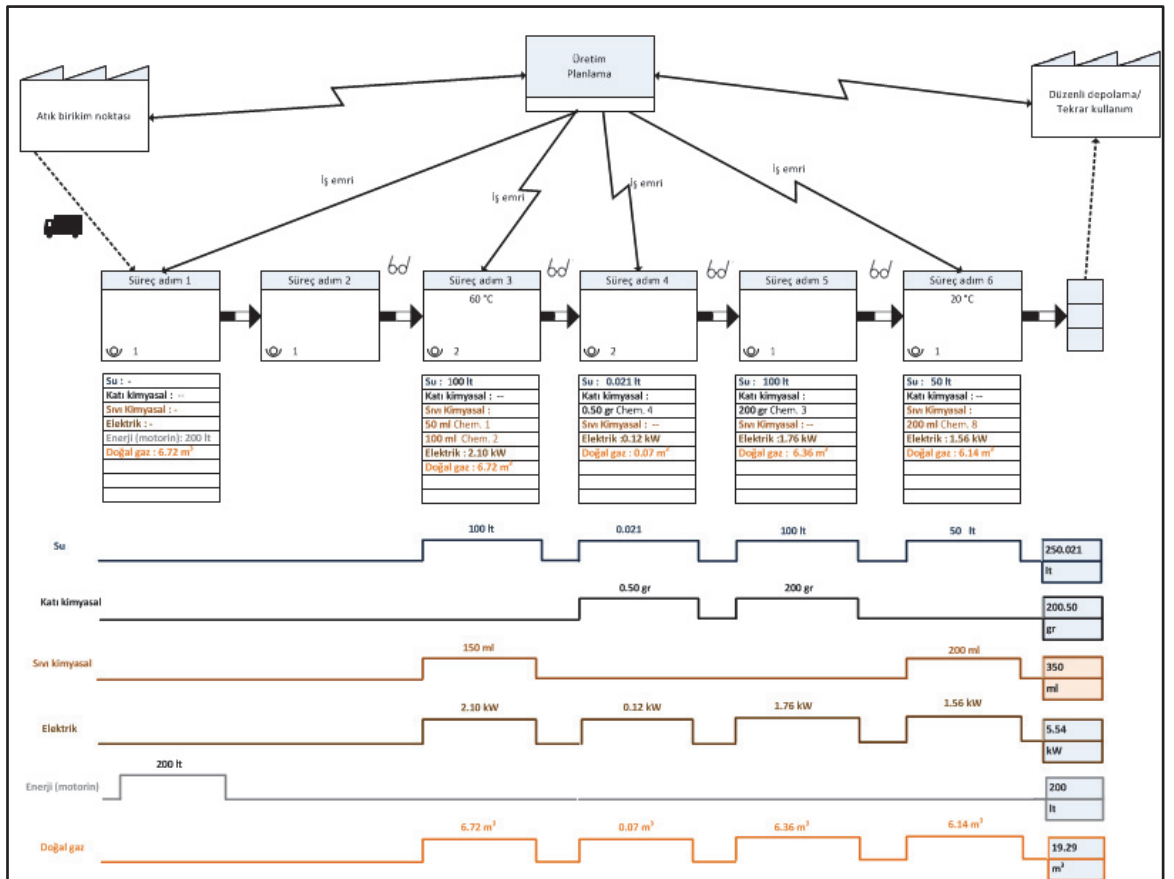 Üretim
Planlama
Atık birikim noktası
Düzenli depolama/
Tekrar kullanım
İş emri
İş emri
İş emri
İş emri
Süreç adım 1
1
Süreç adım 2
1
Süreç adım 3
60 °C
2
Süreç adım 4
2
Süreç adım 5
1
Süreç adım 6
20 °C
1
Su : -
Katı kimyasal : --
Sıvı Kimyasal : -
Elektrik : -
Enerji (motorin): 200 lt
Doğal gaz : 6.72 m³
Su : 100 lt
Katı kimyasal : --
Sıvı Kimyasal :
50 ml Chem. 1
100 ml Chem. 2
Elektrik : 2.10 kW
Doğal gaz : 6.72 m³
Su : 0.021 lt
Katı kimyasal :
0.50 gr Chem. 4
Sıvı Kimyasal : --
Elektrik :0.12 kW
Doğal gaz : 0.07 m³
Su : 100 lt
Katı kimyasal :
200 gr Chem. 3
Sıvı Kimyasal : --
Elektrik : 1.76 kW
Doğal gaz : 6.36 m³
Su : 50 lt
Katı kimyasal : --
Sıvı Kimyasal :
200 ml Chem. 8
Elektrik : 1.56 kW
Doğal gaz : 6.14 m³
Su
100 lt
0.021
100 lt
50 lt
250.021
lt
Katı kimyasal
0.50 gr
200 gr
200.50
gr
Sıvı kimyasal
150 ml
200 ml
350
ml
Elektrik
2.10 kW
0.12 kW
1.76 kW
1.56 kW
5.54
kW
Enerji (motorin)
200 lt
200
lt
Doğal gaz
6.72 m³
0.07 m³
6.36 m³
6.14 m³
19.29
m³